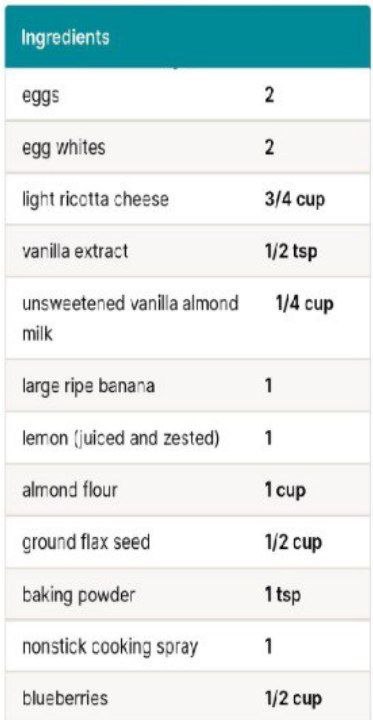 Ingredients
eggs 2
egg whites 2
light ricotta cheese 3/4 cup
vanilla extract 1/2 tsp
unsweetened vanilla almond 1/4 cup
milk
large ripe banana 1
lemon (juiced and zested) 1
almond flour 1 cup
ground flax seed 1/2 cup
baking powder 1 tsp
nonstick cooking spray 1
blueberries 1/2 cup